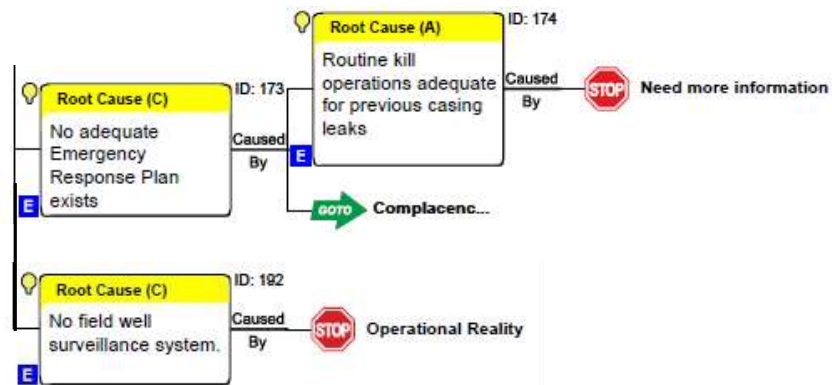 Root Cause (A)
ID: 174
Routine kill
operations adequate
for previous casing
leaks
E
Caused
By
STOP
Need more information
Root Cause (C)
ID: 173
No adequate
Emergency
Response Plan
exists
E
Caused
By
GOTO
Complacenc...
Root Cause (C)
ID: 192
No field well
surveillance system.
E
Caused
By
STOP
Operational Reality